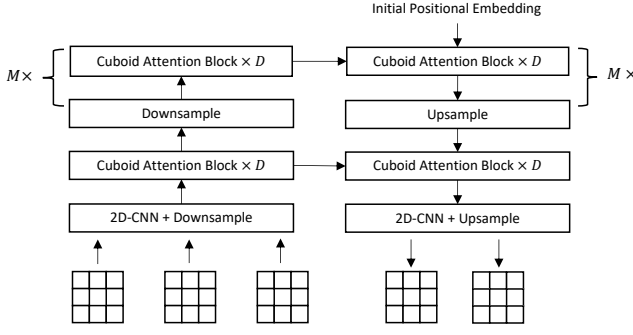 Initial Positional Embedding
M ×
Cuboid Attention Block × D
Cuboid Attention Block × D
M ×
Downsample
Upsample
Cuboid Attention Block × D
Cuboid Attention Block × D
2D-CNN + Downsample
2D-CNN + Upsample